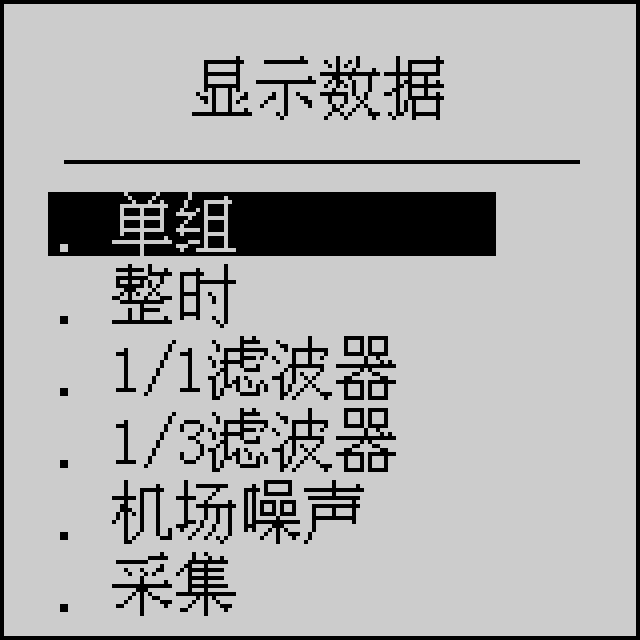 显示数据
. 单组
. 整时
. 1/1滤波器
. 1/3滤波器
. 机场噪声
. 采集